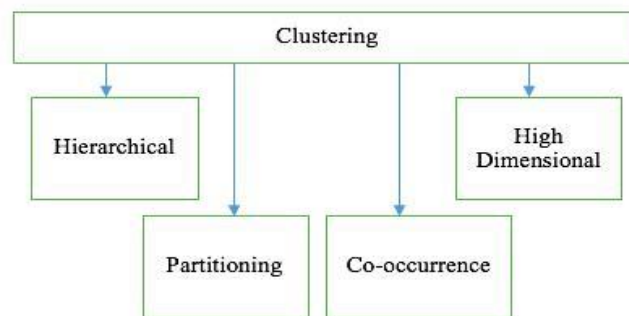 Clustering
Hierarchical
High
Dimensional
Partitioning
Co-occurrence